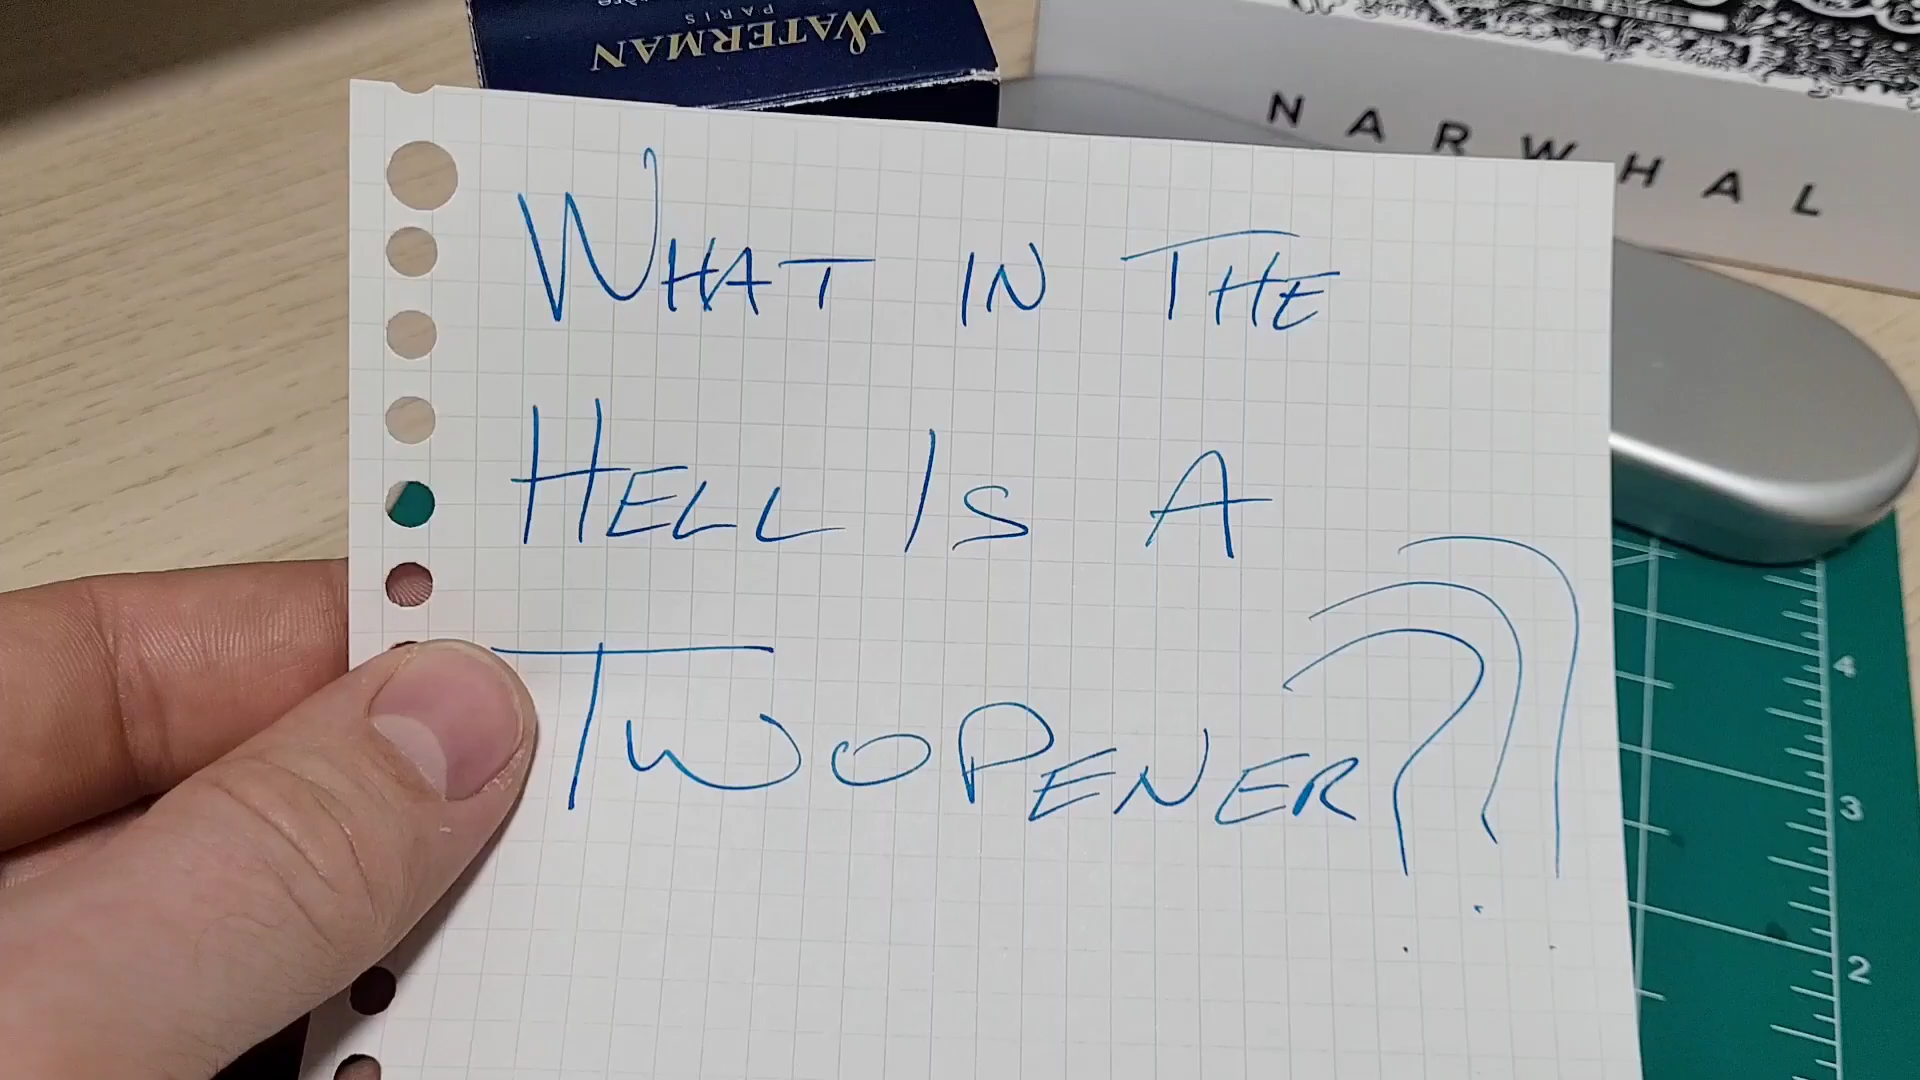 WATERMAN
PARIS
NARWHAL
WHAT IN THE
HELL IS A
TWOPENER???
4
3
2